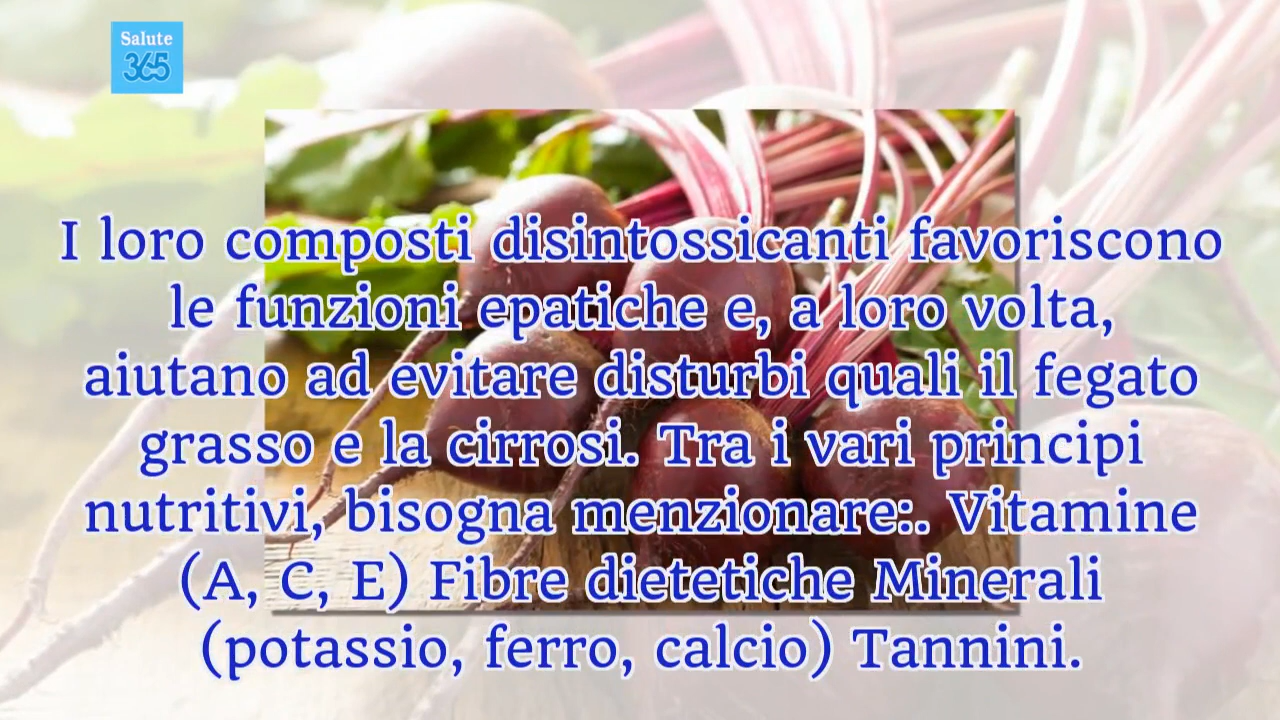 Salute
365
I loro composti disintossicanti favoriscono
le funzioni epatiche e, a loro volta,
aiutano ad evitare disturbi quali il fegato
grasso e la cirrosi. Tra i vari principi
nutritivi, bisogna menzionare:. Vitamine
(A, C, E) Fibre dietetiche Minerali
(potassio, ferro, calcio) Tannini.